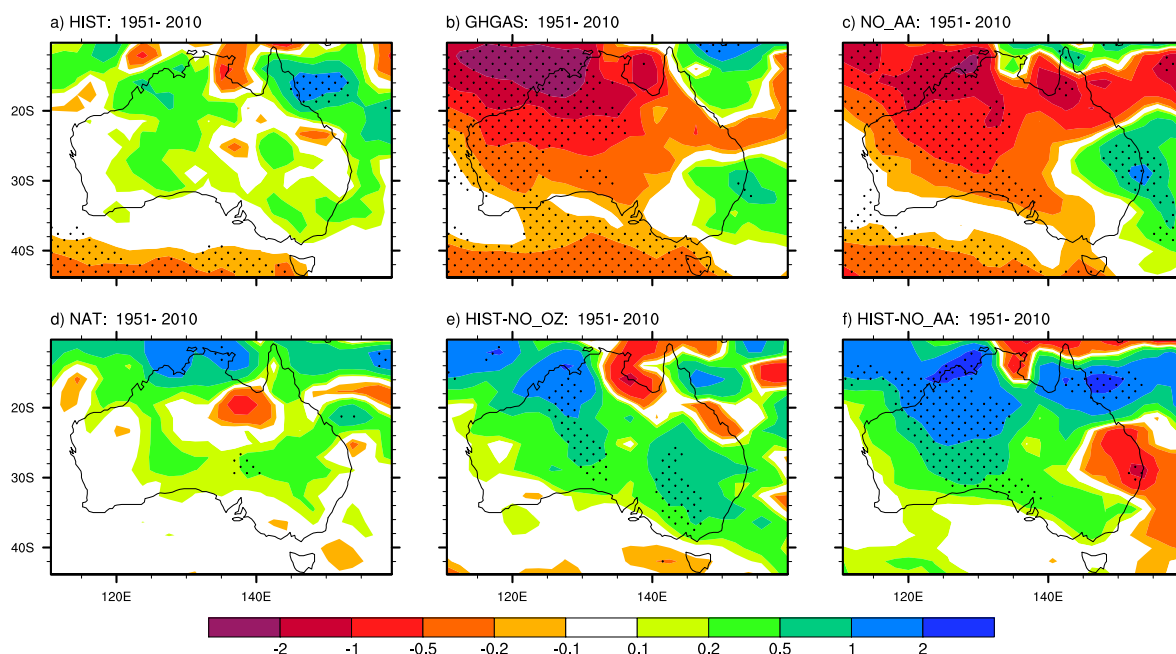 a) HIST: 1951- 2010
b) GHGAS: 1951- 2010
c) NO_AA: 1951- 2010
20S
30S
40S
d) NAT: 1951- 2010
e) HIST-NO_OZ: 1951- 2010
f) HIST-NO_AA: 1951- 2010
20S
30S
40S
120E 140E 120E 140E 120E 140E
-2 -1 -0.5 -0.2 -0.1 0.1 0.2 0.5 1 2